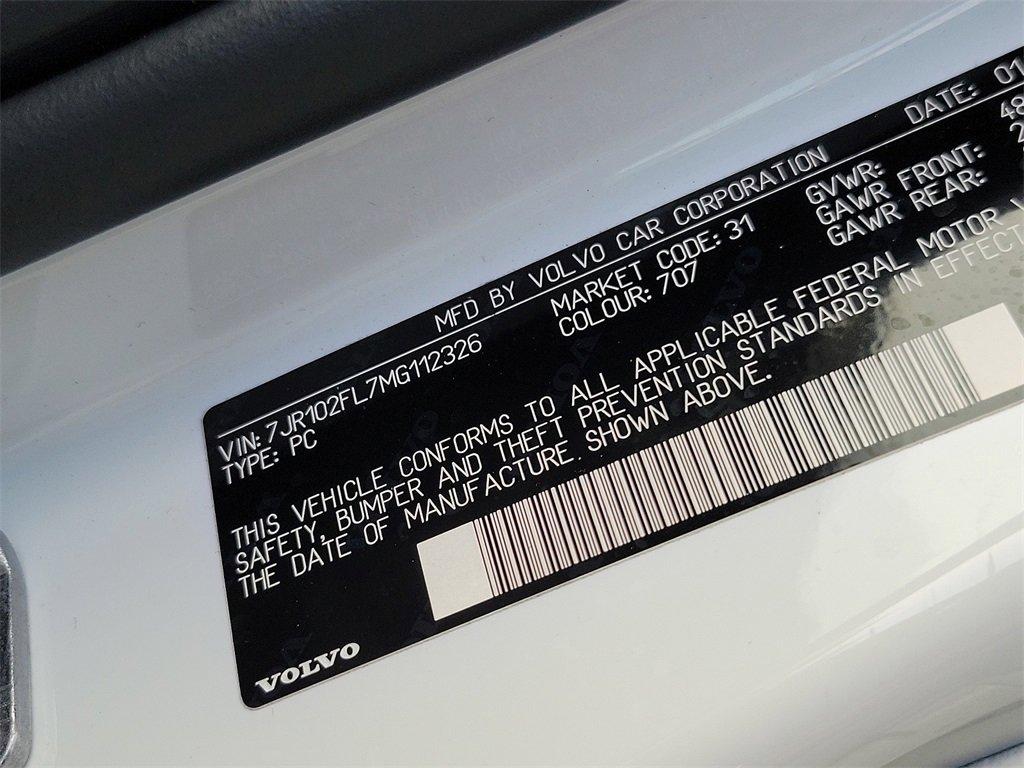 MFD BY VOLVO CAR CORPORATION DATE: 01
VIN: 7JR102FL7MG112326 MARKET CODE: 31 GVWR: 48
TYPE: PC COLOUR: 707 GAWR FRONT: 2
GAWR REAR:
THIS VEHICLE CONFORMS TO ALL APPLICABLE FEDERAL MOTOR V
SAFETY, BUMPER AND THEFT PREVENTION STANDARDS IN EFFECT
THE DATE OF MANUFACTURE SHOWN ABOVE.
VOLVO